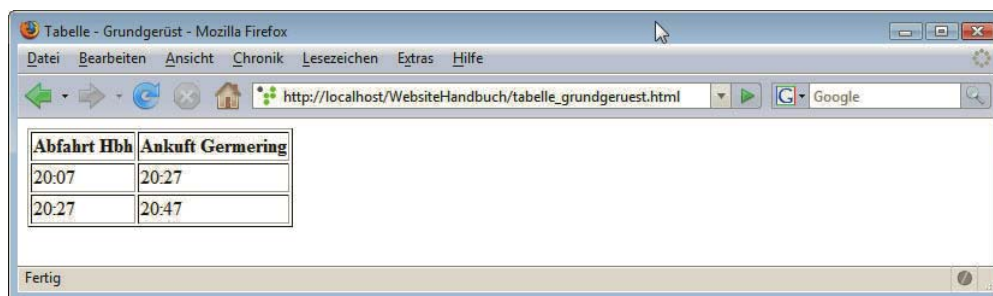 Tabelle - Grundgerüst - Mozilla Firefox
Datei Bearbeiten Ansicht Chronik Lesezeichen Extras Hilfe
http://localhost/WebsiteHandbuch/tabelle_grundgeruest.html G Google
Abfahrt Hbh Ankuft Germering
20:07 20:27
20:27 20:47
Fertig